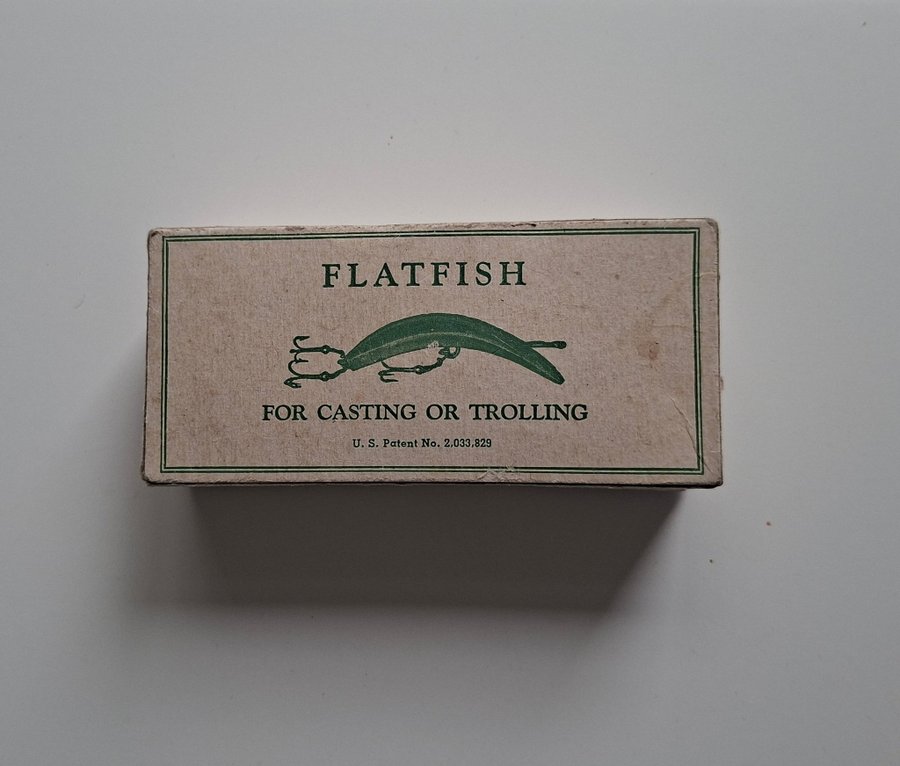 FLATFISH
FOR CASTING OR TROLLING
U. S. Patent No. 2,033,829